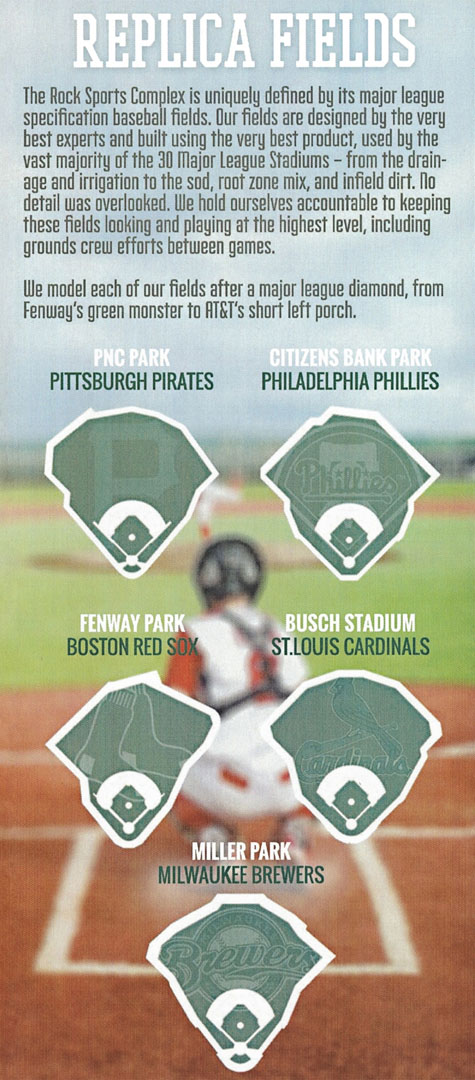 REPLICA FIELDS
The Rock Sports Complex is uniquely defined by its major league
specification baseball fields. Our fields are designed by the very
best experts and built using the very best product, used by the
vast majority of the 30 Major League Stadiums – from the drain-
age and irrigation to the sod, root zone mix, and infield dirt. No
detail was overlooked. We hold ourselves accountable to keeping
these fields looking and playing at the highest level, including
grounds crew efforts between games.
We model each of our fields after a major league diamond, from
Fenway's green monster to AT&T's short left porch.
PNC PARK
PITTSBURGH PIRATES
P
CITIZENS BANK PARK
PHILADELPHIA PHILLIES
Phillies
FENWAY PARK
BOSTON RED SOX
BUSCH STADIUM
ST.LOUIS CARDINALS
Cardinals
MILLER PARK
MILWAUKEE BREWERS
MILWAUKEE
Brewers